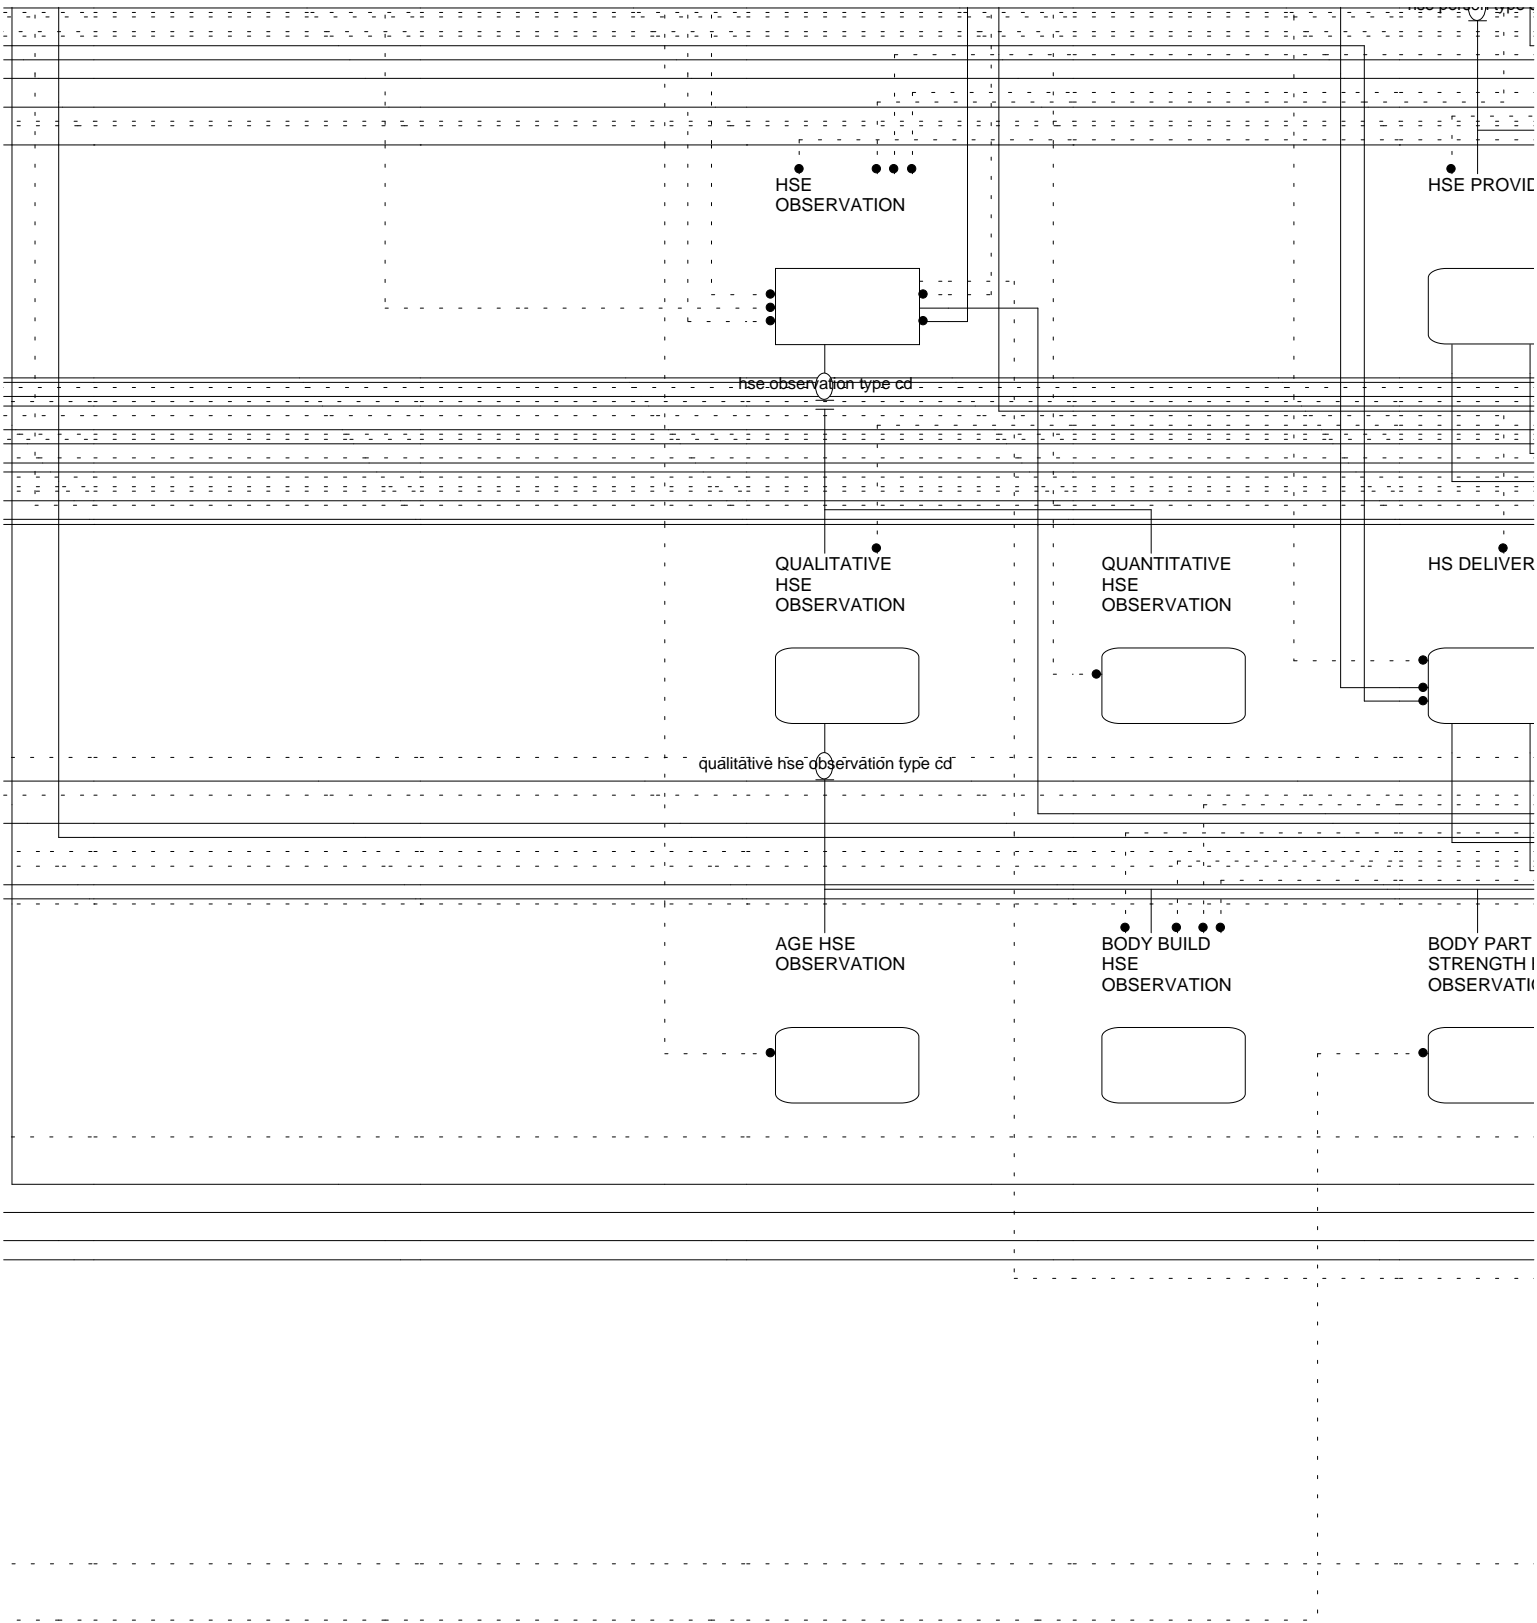 HSE
OBSERVATION
HSE PROVID
hse observation type cd
QUALITATIVE
HSE
OBSERVATION
QUANTITATIVE
HSE
OBSERVATION
HS DELIVER
qualitative hse observation type cd
AGE HSE
OBSERVATION
BODY BUILD
HSE
OBSERVATION
BODY PART
STRENGTH
OBSERVATIO